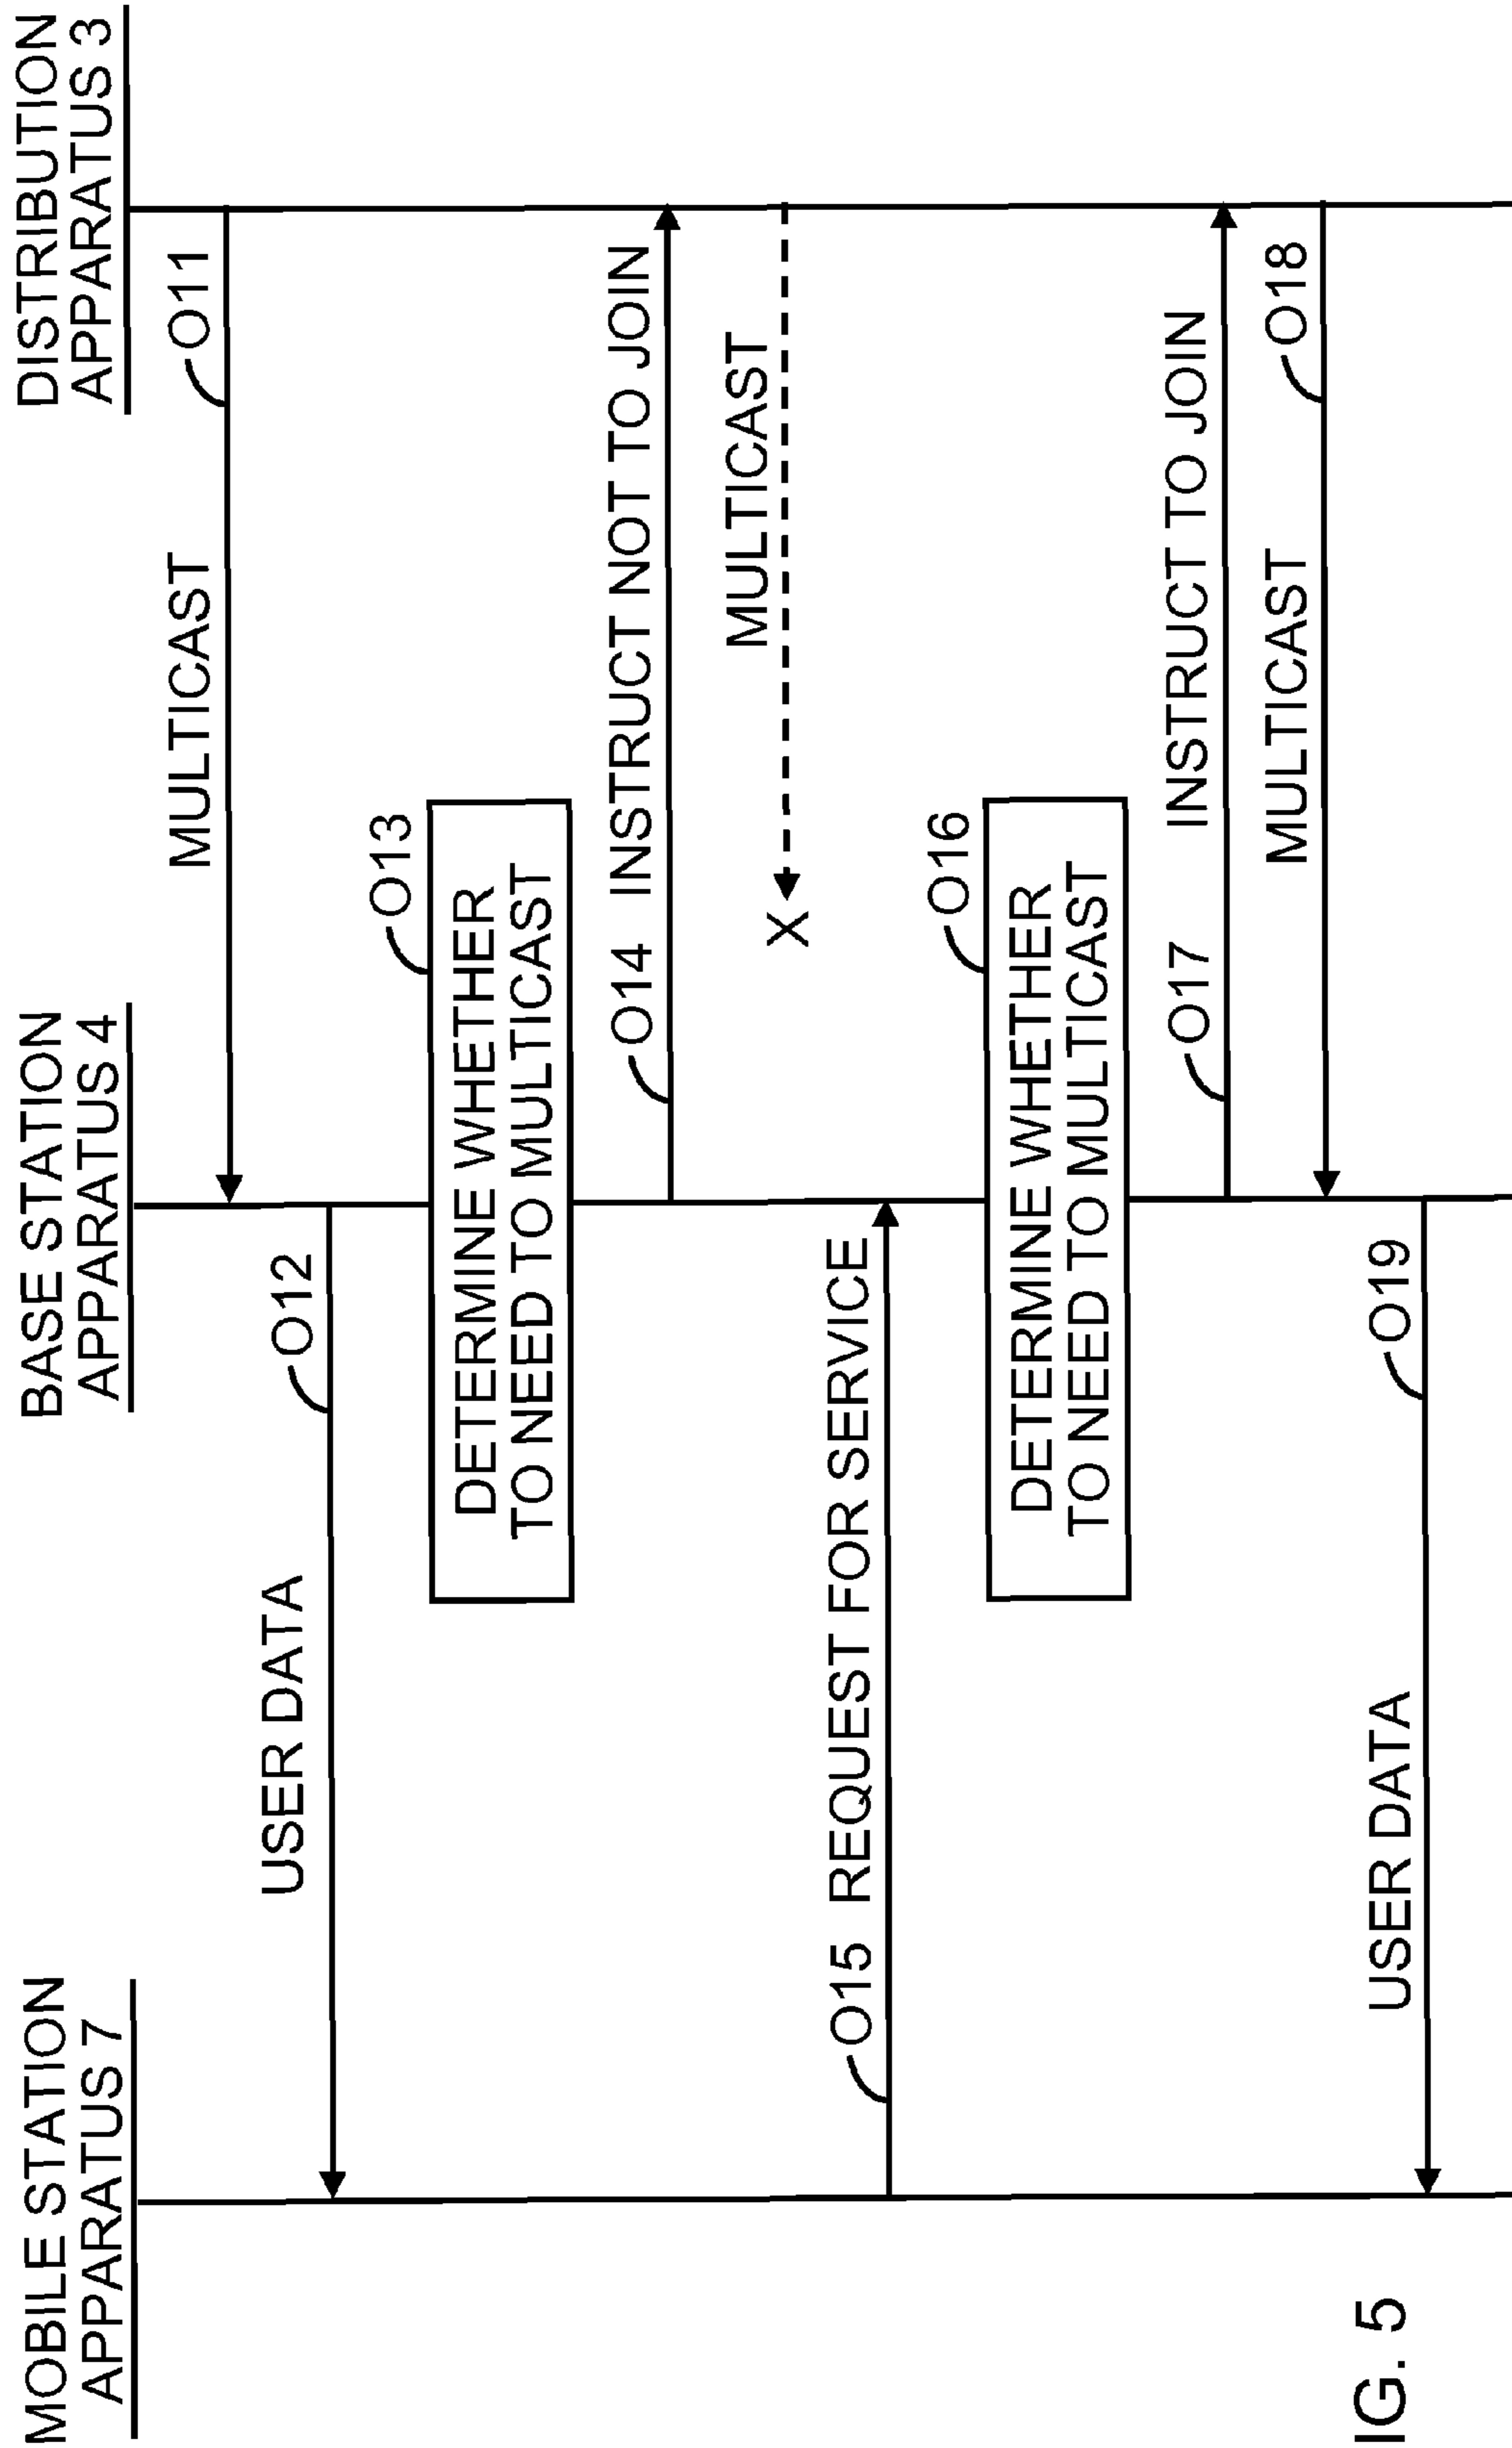 MOBILE STATION
APPARATUS 7
BASE STATION
APPARATUS 4
DISTRIBUTION
APPARATUS 3
MULTICAST
O11
USER DATA
O12
O13
DETERMINE WHETHER
TO NEED TO MULTICAST
O14 INSTRUCT NOT TO JOIN
MULTICAST
X
O15 REQUEST FOR SERVICE
O16
DETERMINE WHETHER
TO NEED TO MULTICAST
O17 INSTRUCT TO JOIN
MULTICAST
O18
USER DATA
O19
IG. 5